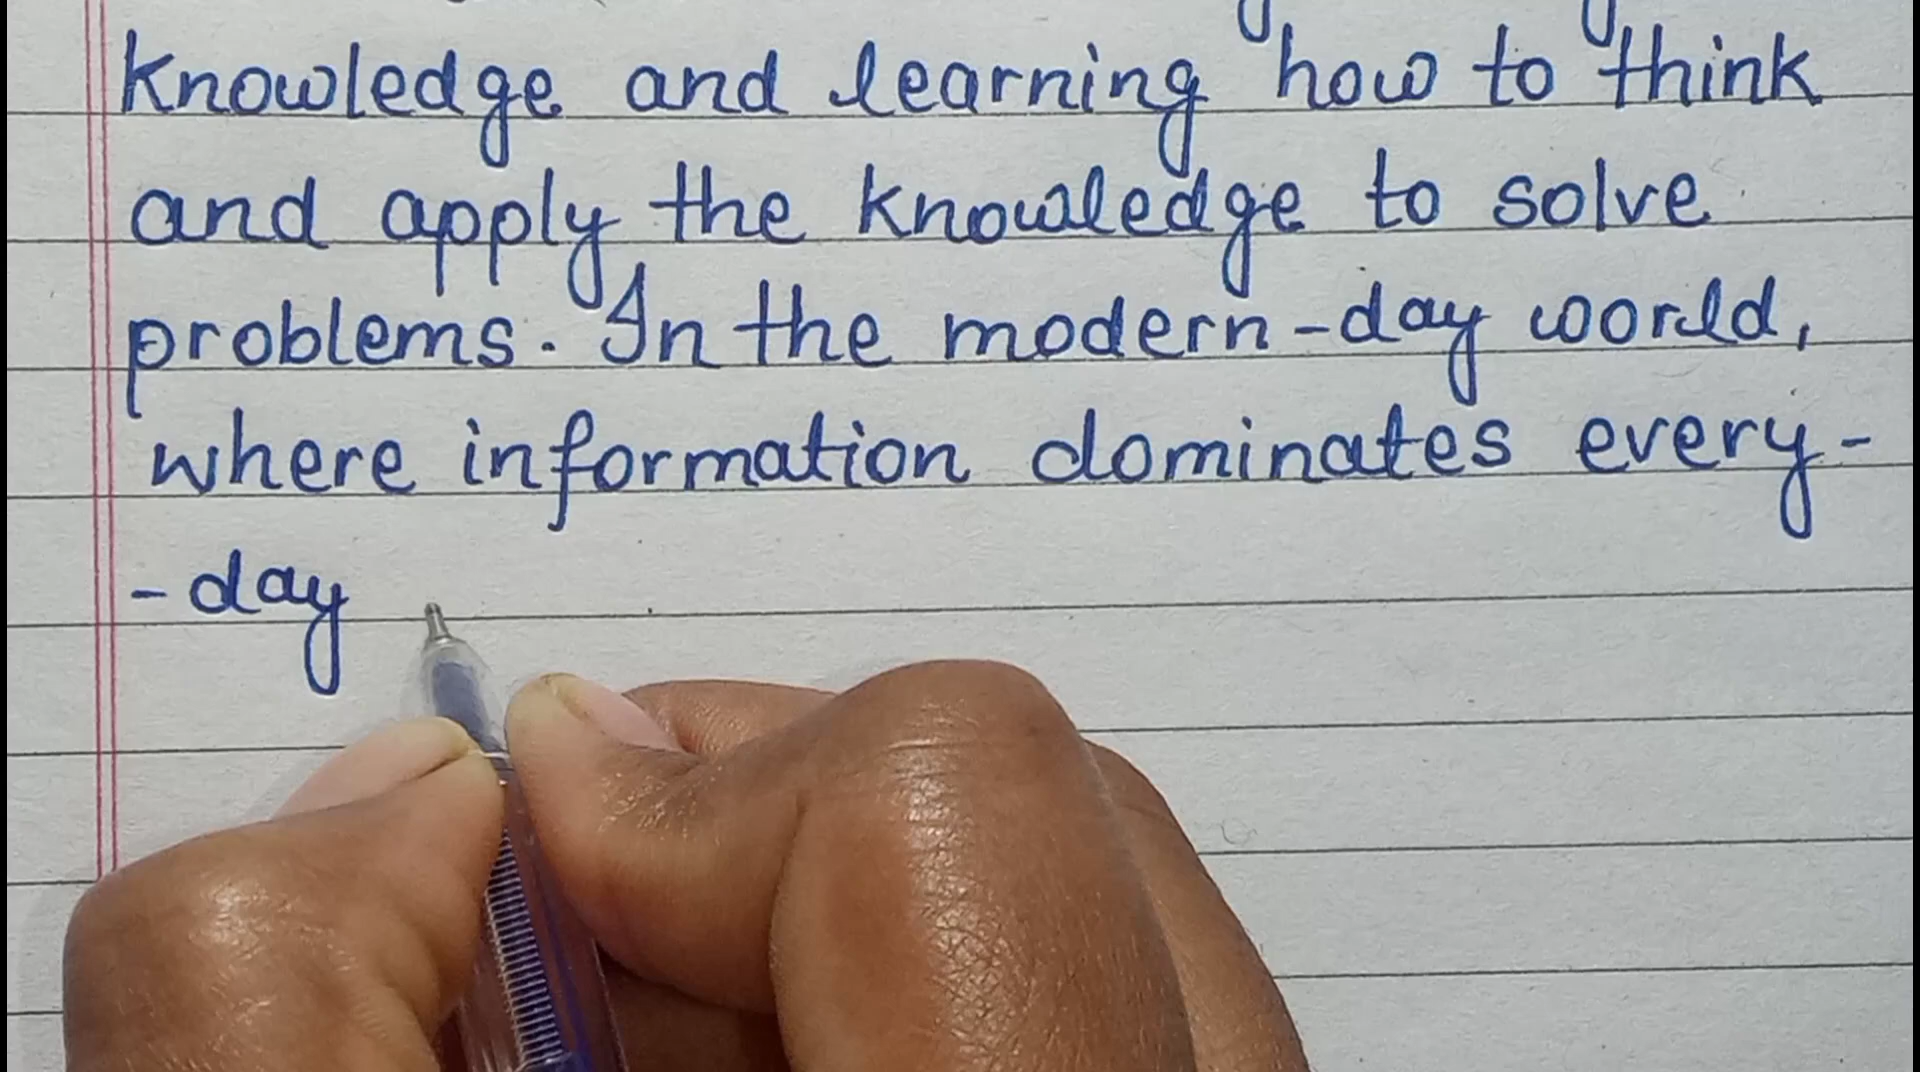 knowledge and learning how to think
and apply the knowledge to solve
problems. In the modern-day world,
where information dominates every-
-day